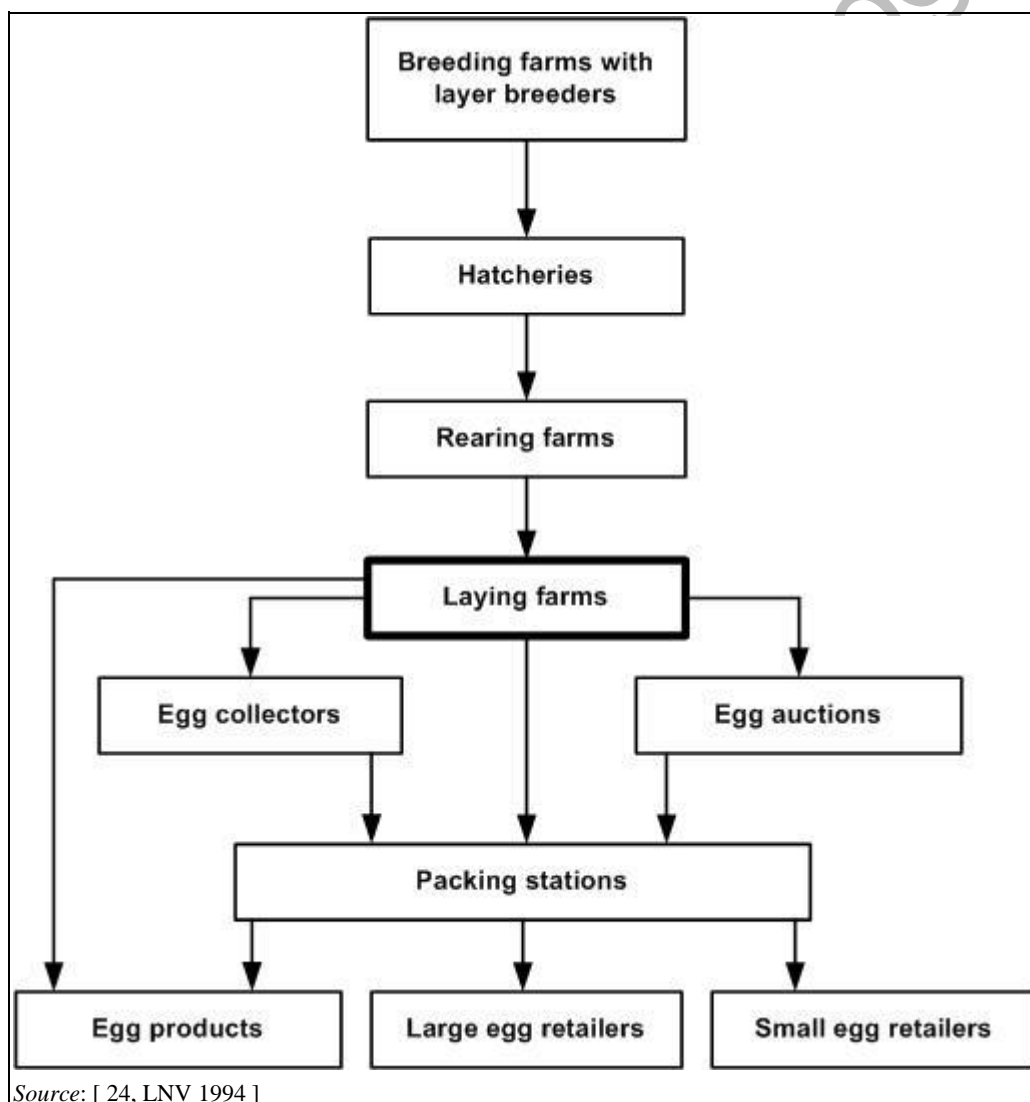 Breeding farms with
layer breeders
Hatcheries
Rearing farms
Laying farms
Egg collectors
Egg auctions
Packing stations
Egg products
Large egg retailers
Small egg retailers
Source: [ 24, LNV 1994 ]